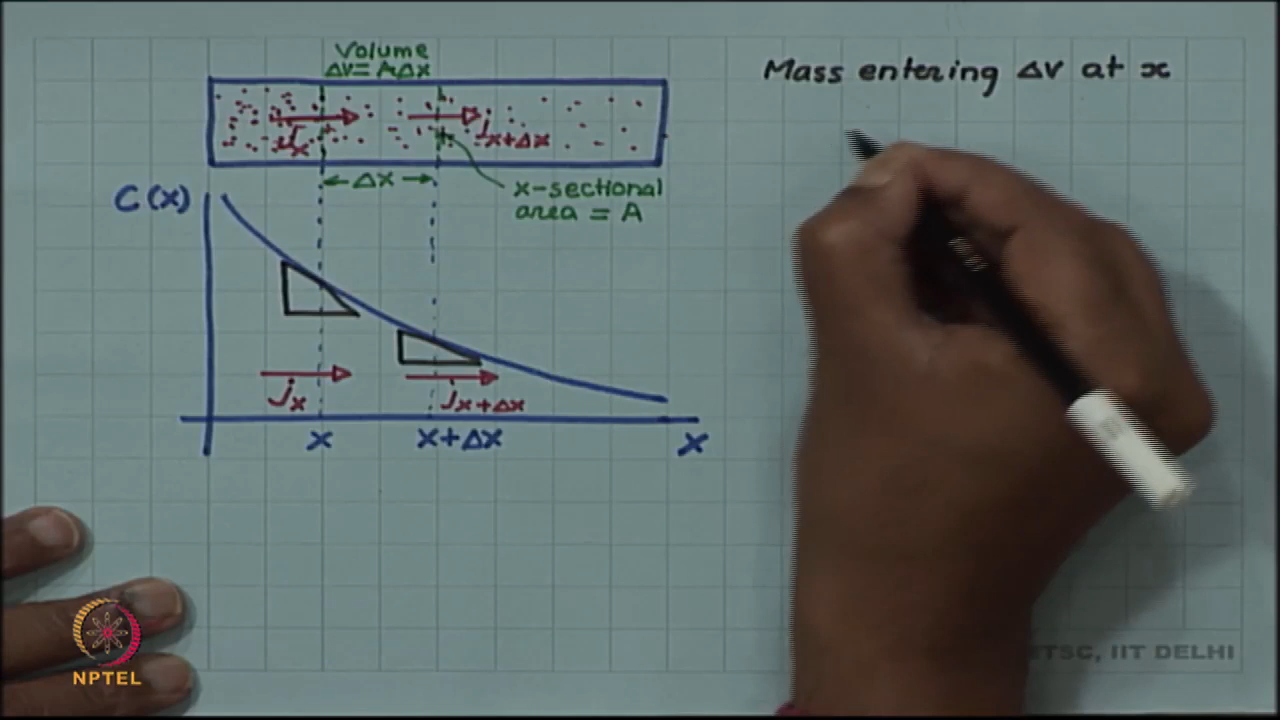 Volume
ΔV = AΔx
Jx
Jx+Δx
Δx
x-sectional
area = A
C(x)
Jx
Jx+Δx
x
x+Δx
x
Mass entering ΔV at x
NPTEL
TSC, IIT DELHI